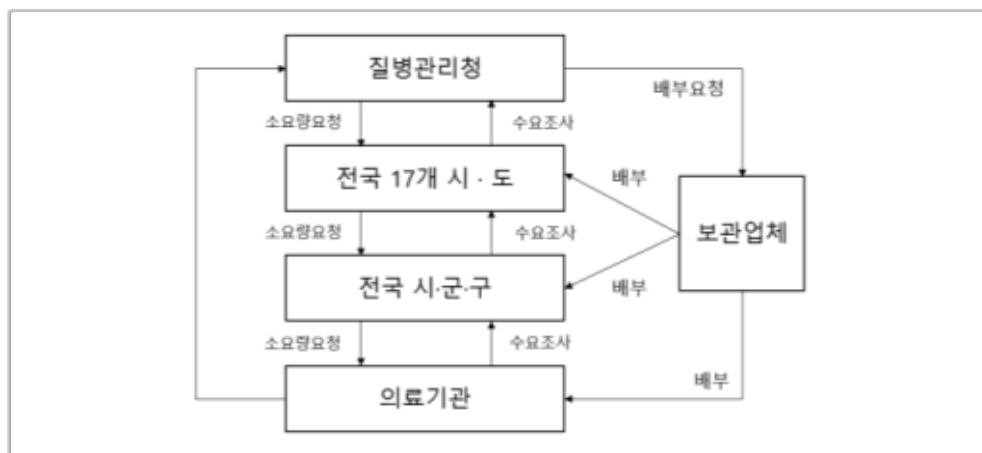 질병관리청
배부요청
소요량요청
수요조사
전국 17개 시 · 도
배부
소요량요청
수요조사
보관업체
전국 시·군·구
배부
소요량요청
수요조사
배부
의료기관